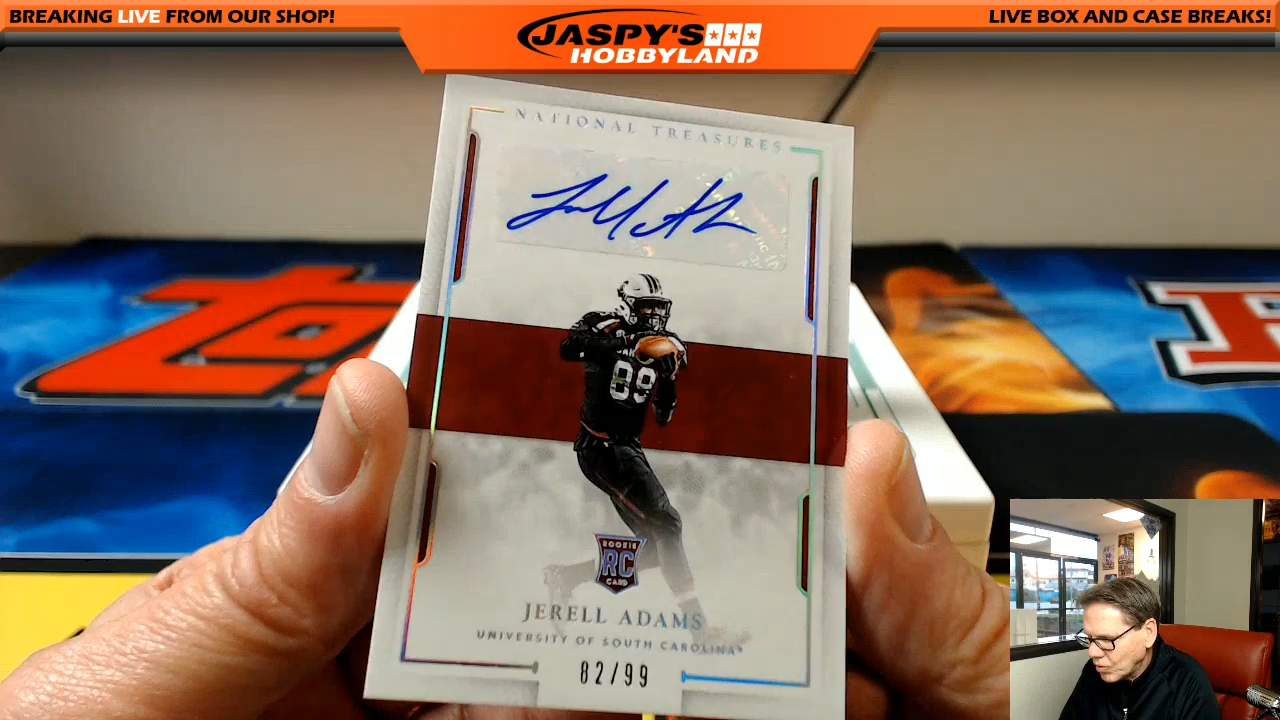 BREAKING LIVE FROM OUR SHOP!
JASPY'S
HOBBYLAND
LIVE BOX AND CASE BREAKS!
NATIONAL TREASURES
89
ROOKIE
RC
CARD
JERELL ADAMS
UNIVERSITY OF SOUTH CAROLINA
82/99